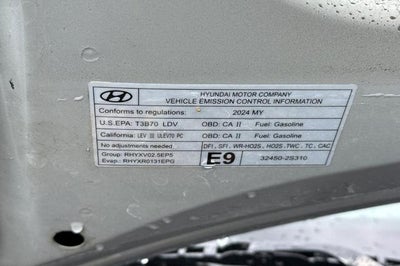 HYUNDAI MOTOR COMPANY
VEHICLE EMISSION CONTROL INFORMATION
Conforms to regulations: 2024 MY
U.S.EPA: T3B70 LDV OBD: CA II Fuel: Gasoline
California: LEV III ULEV70 PC OBD: CA II Fuel: Gasoline
No adjustments needed DFI, SFI, WR-HO2S, HO2S, TWC, TC, CAC
Group: RHYXV02.5EP5 E9 32450-2S310
Evap: RHYXR0131EPG